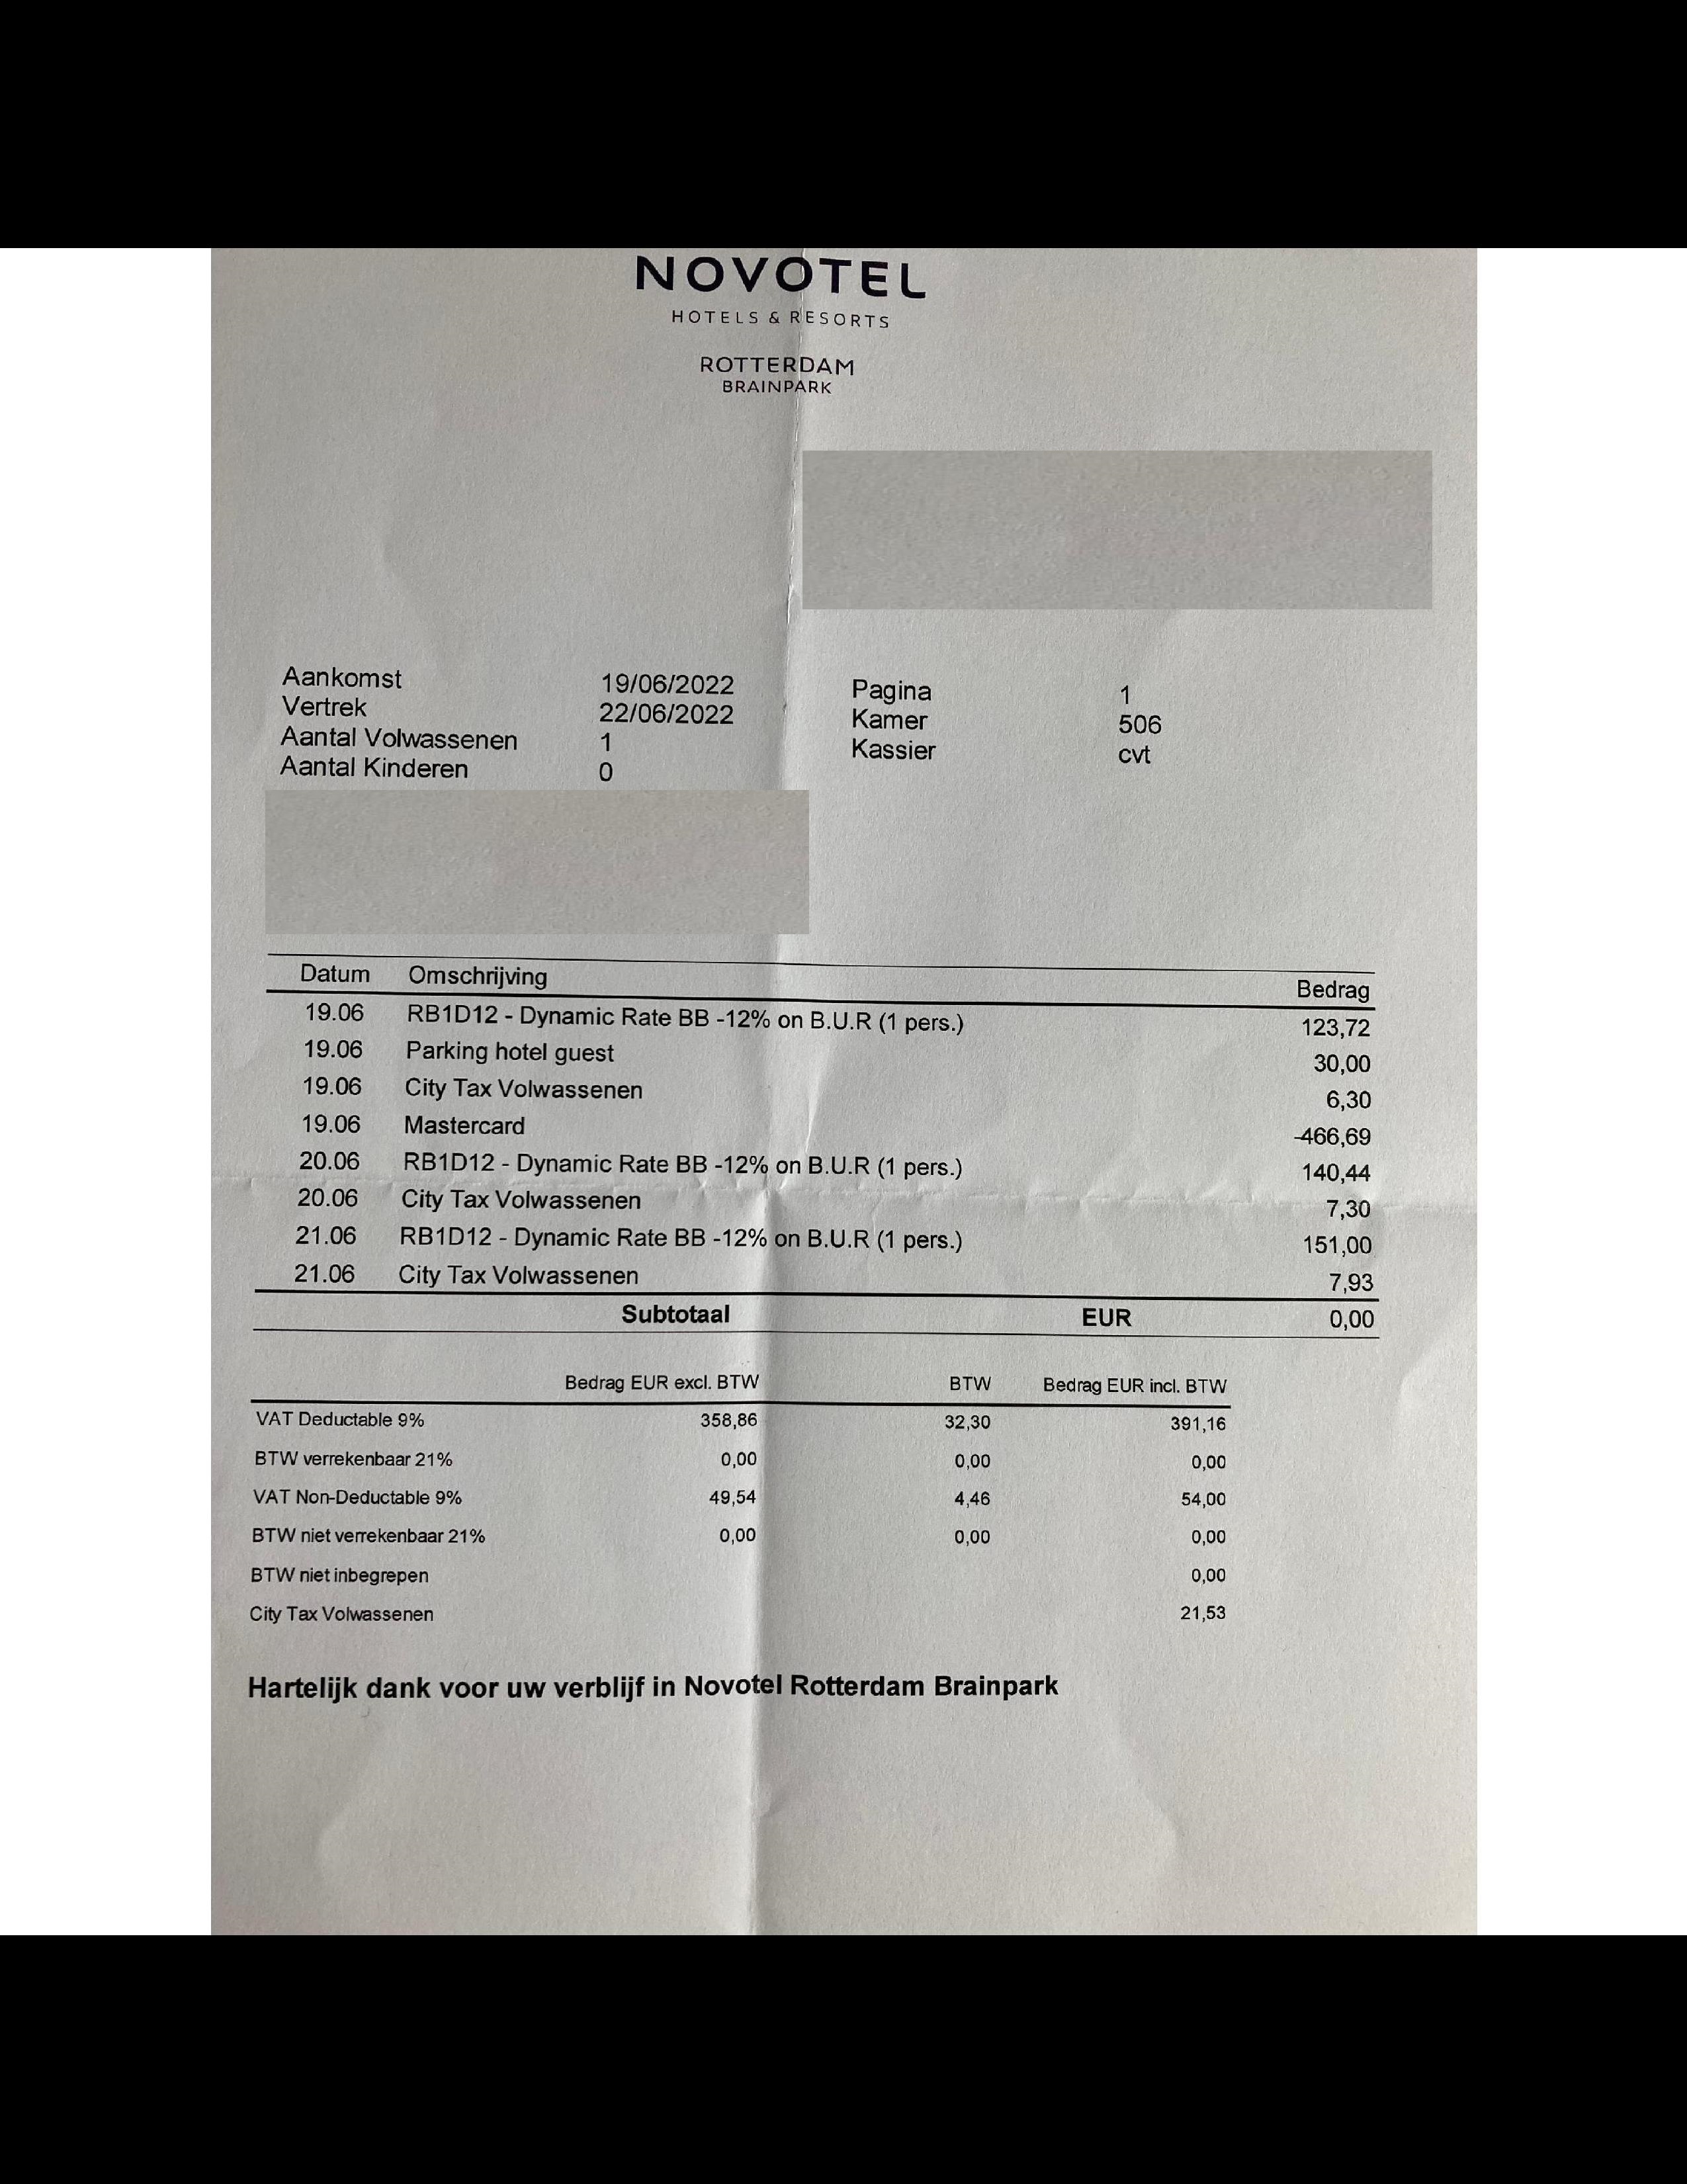 NOVOTEL
HOTELS & RESORTS
ROTTERDAM
BRAINPARK
Aankomst 19/06/2022 Pagina 1
Vertrek 22/06/2022 Kamer 506
Aantal Volwassenen 1 Kassier cvt
Aantal Kinderen 0
Datum Omschrijving Bedrag
19.06 RB1D12 - Dynamic Rate BB -12% on B.U.R (1 pers.) 123,72
19.06 Parking hotel guest 30,00
19.06 City Tax Volwassenen 6,30
19.06 Mastercard -466,69
20.06 RB1D12 - Dynamic Rate BB -12% on B.U.R (1 pers.) 140,44
20.06 City Tax Volwassenen 7,30
21.06 RB1D12 - Dynamic Rate BB -12% on B.U.R (1 pers.) 151,00
21.06 City Tax Volwassenen 7,93
Subtotaal EUR 0,00
Bedrag EUR excl. BTW BTW Bedrag EUR incl. BTW
VAT Deductable 9% 358,86 32,30 391,16
BTW verrekenbaar 21% 0,00 0,00 0,00
VAT Non-Deductable 9% 49,54 4,46 54,00
BTW niet verrekenbaar 21% 0,00 0,00 0,00
BTW niet inbegrepen 0,00
City Tax Volwassenen 21,53
Hartelijk dank voor uw verblijf in Novotel Rotterdam Brainpark